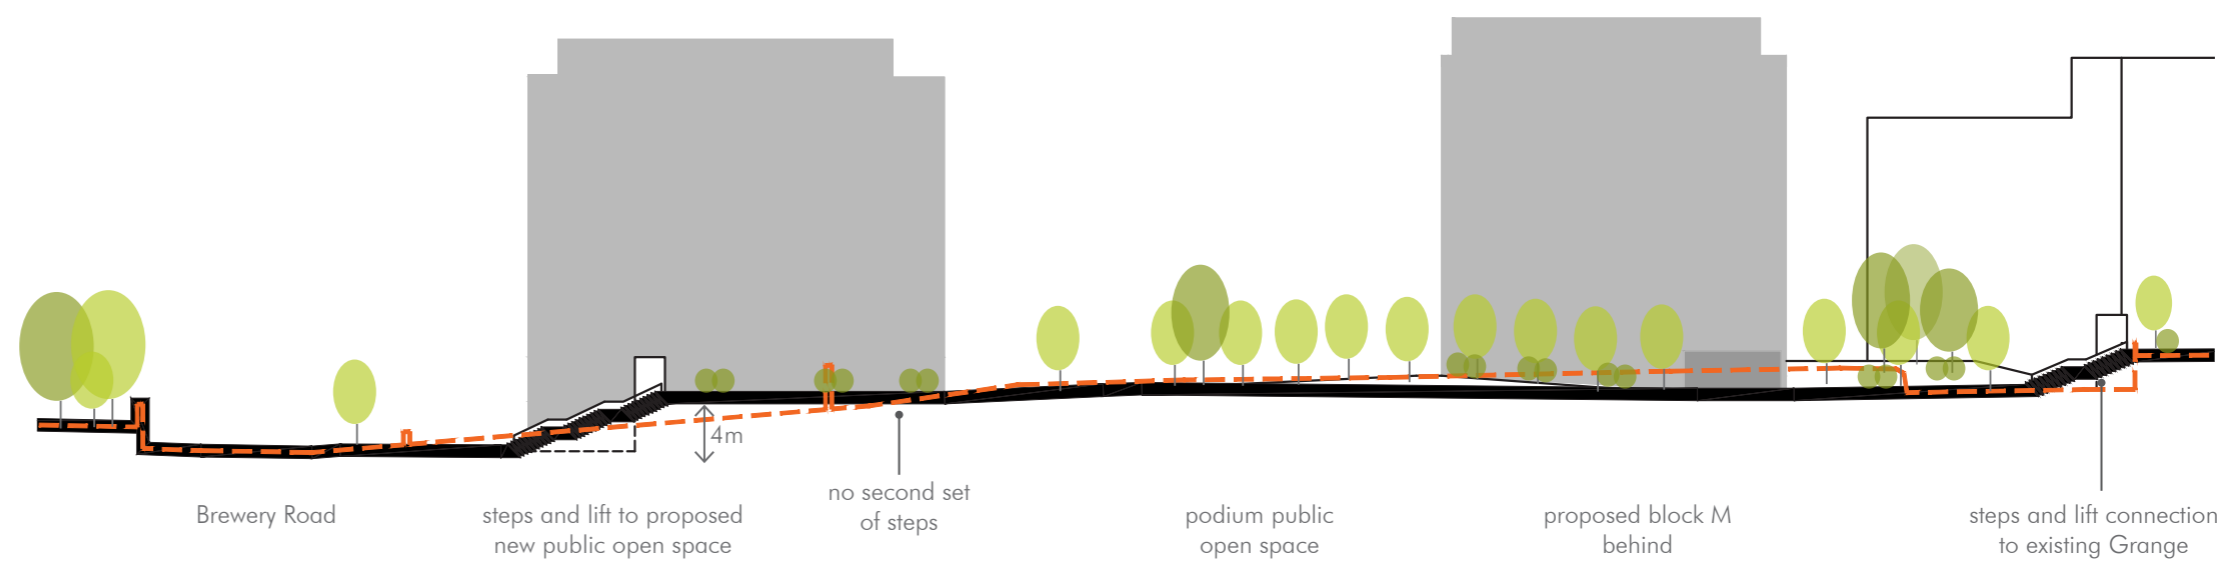 4m
Brewery Road
steps and lift to proposed
new public open space
no second set
of steps
podium public
open space
proposed block M
behind
steps and lift connection
to existing Grange